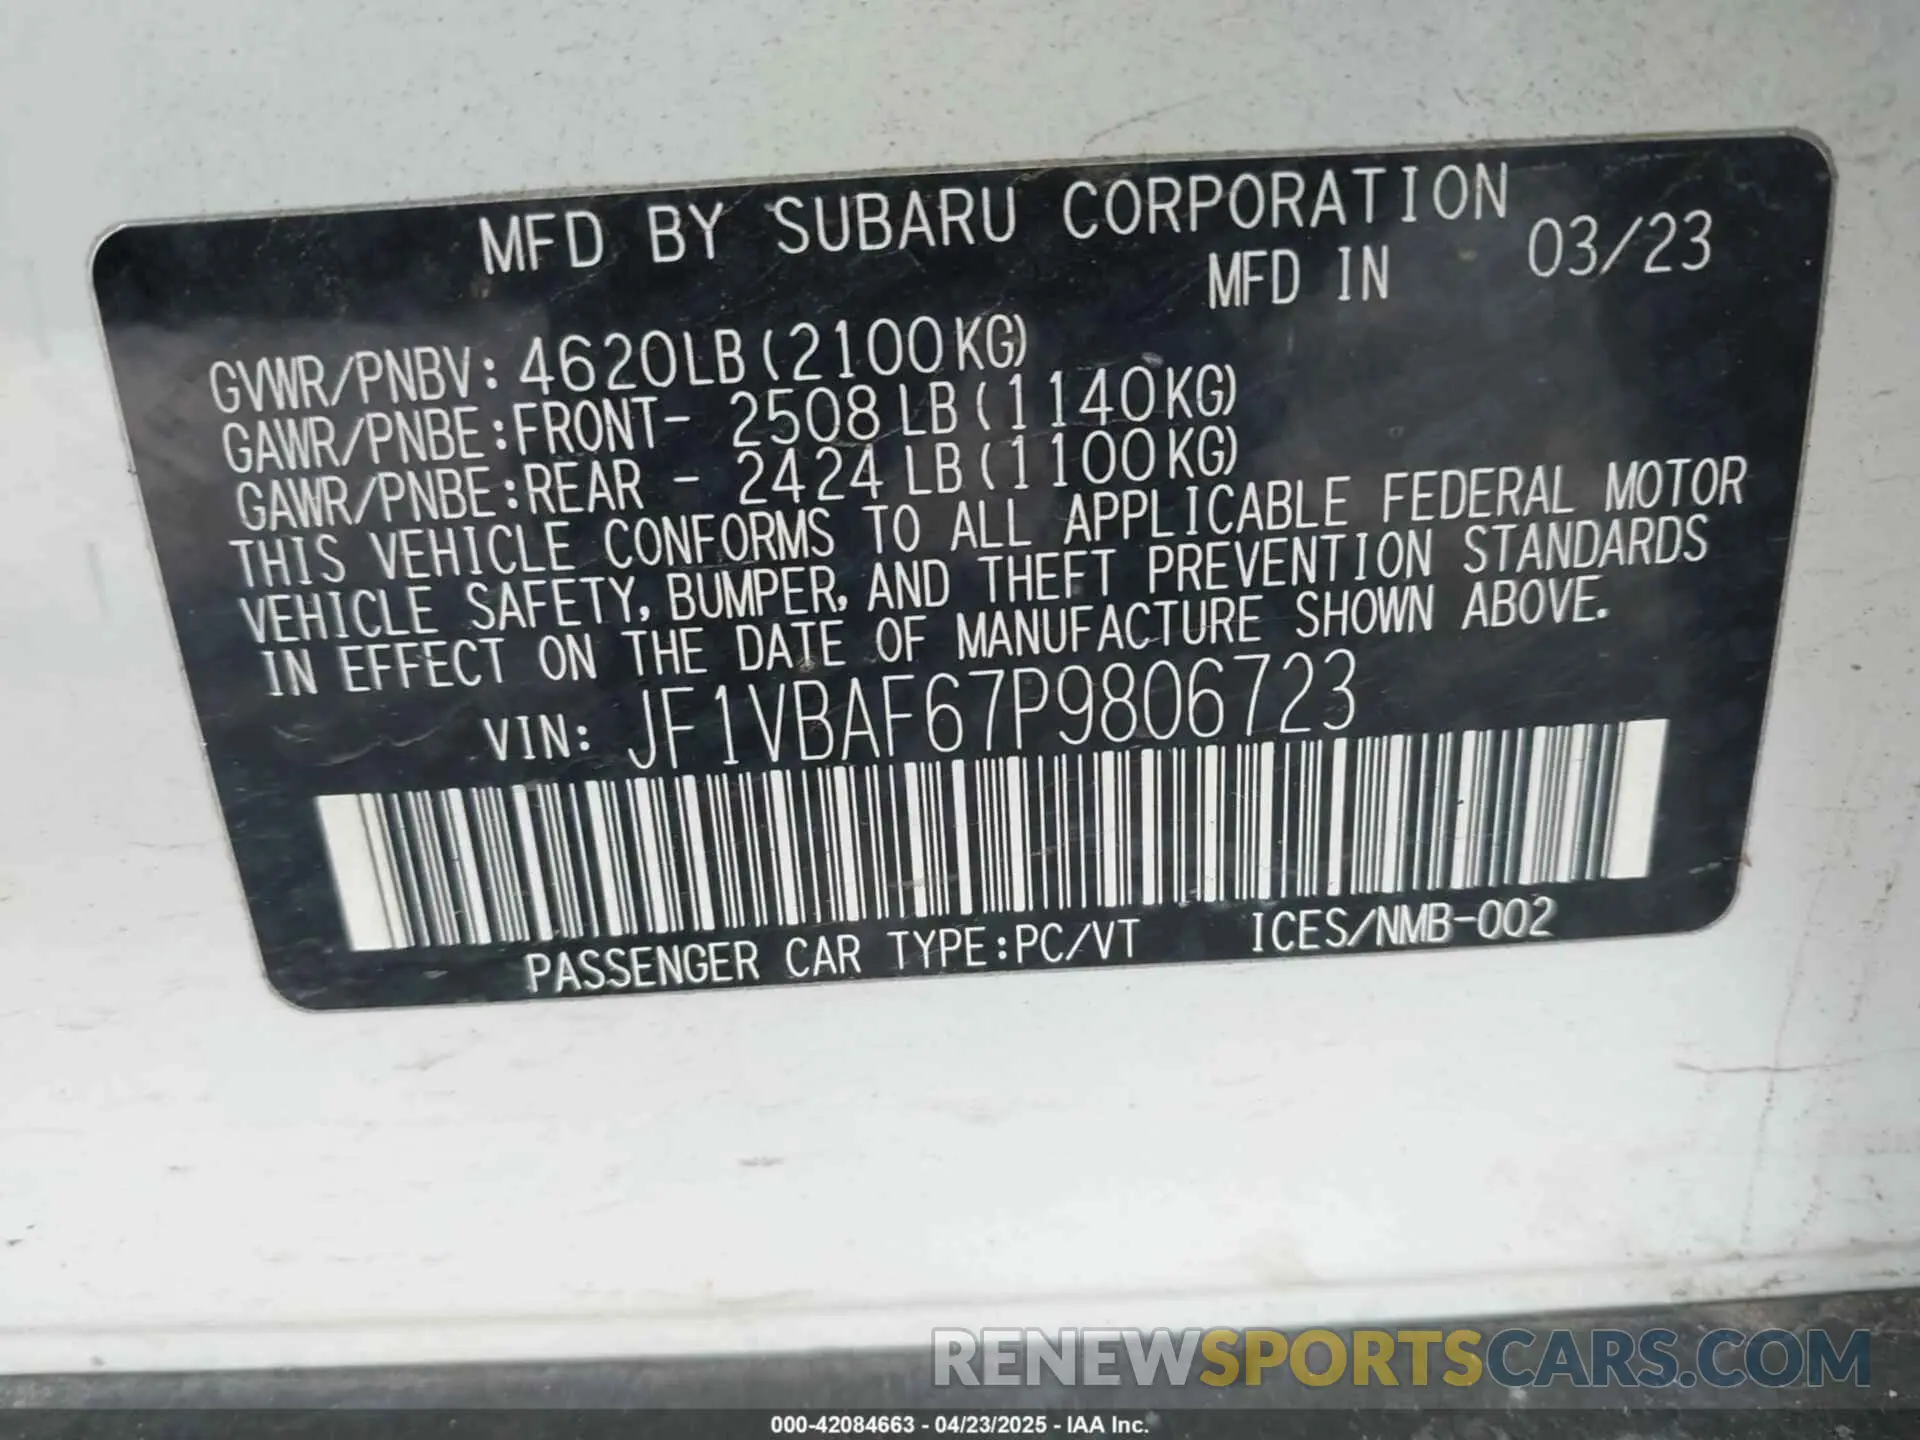 MFD BY SUBARU CORPORATION
MFD IN 03/23
GVWR/PNBV: 4620LB(2100KG)
GAWR/PNBE:FRONT- 2508 LB(1140KG)
GAWR/PNBE:REAR - 2424 LB(1100KG)
THIS VEHICLE CONFORMS TO ALL APPLICABLE FEDERAL MOTOR
VEHICLE SAFETY, BUMPER, AND THEFT PREVENTION STANDARDS
IN EFFECT ON THE DATE OF MANUFACTURE SHOWN ABOVE.
VIN: JF1VBAF67P9806723
PASSENGER CAR TYPE:PC/VT ICES/NMB-002
RENEWSPORTSCARS.COM
000-42084663 - 04/23/2025 - IAA Inc.